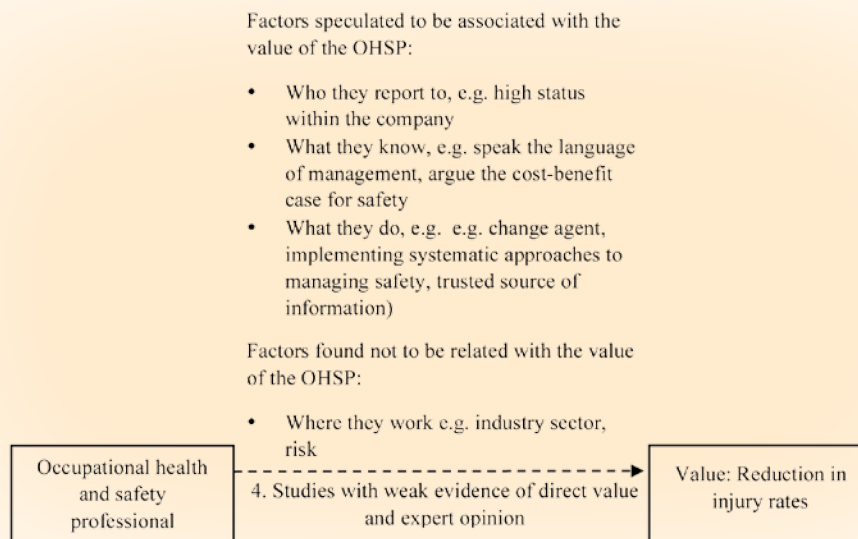 Factors speculated to be associated with the
value of the OHSP:
• Who they report to, e.g. high status
within the company
• What they know, e.g. speak the language
of management, argue the cost-benefit
case for safety
• What they do, e.g. e.g. change agent,
implementing systematic approaches to
managing safety, trusted source of
information)
Factors found not to be related with the value
of the OHSP:
• Where they work e.g. industry sector,
risk
Occupational health
and safety
professional
4. Studies with weak evidence of direct value
and expert opinion
Value: Reduction in
injury rates